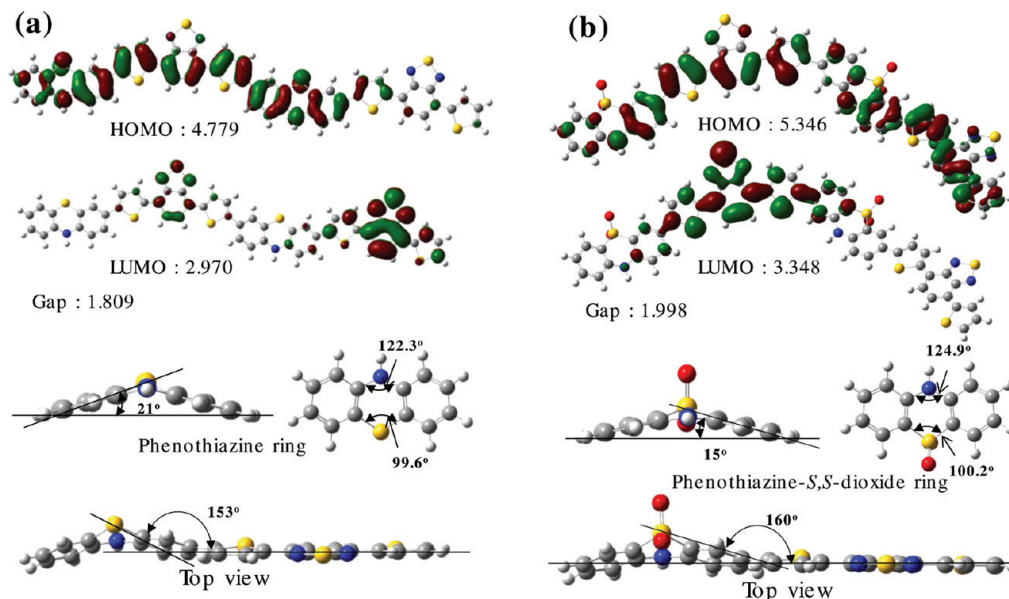 (a)
HOMO : 4.779
LUMO : 2.970
Gap : 1.809
122.3°
21°
Phenothiazine ring
99.6°
153°
Top view
(b)
HOMO : 5.346
LUMO : 3.348
Gap : 1.998
124.9°
15°
100.2°
Phenothiazine-S,S-dioxide ring
160°
Top view